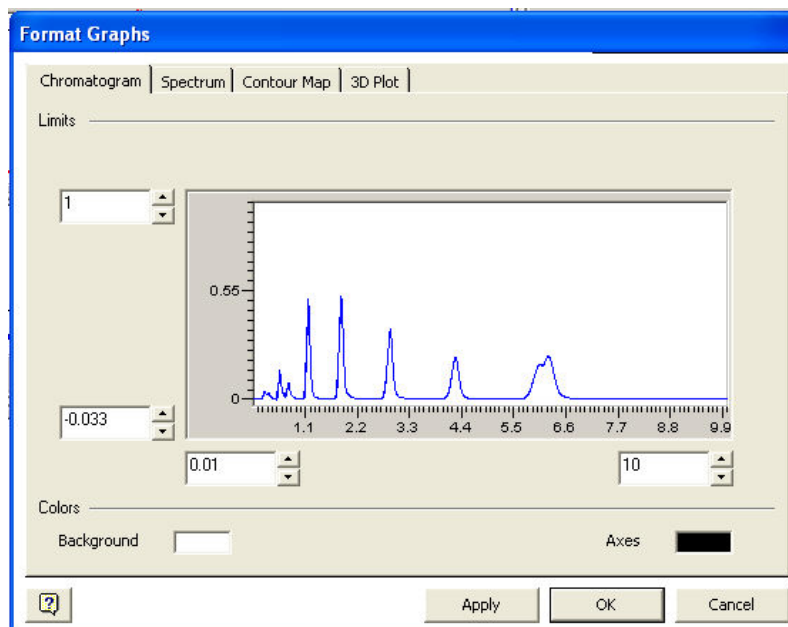 Format Graphs
Chromatogram Spectrum Contour Map 3D Plot
Limits
1
0.55
0
-0.033
1.1 2.2 3.3 4.4 5.5 6.6 7.7 8.8 9.9
0.01 10
Colors
Background Axes
? Apply OK Cancel